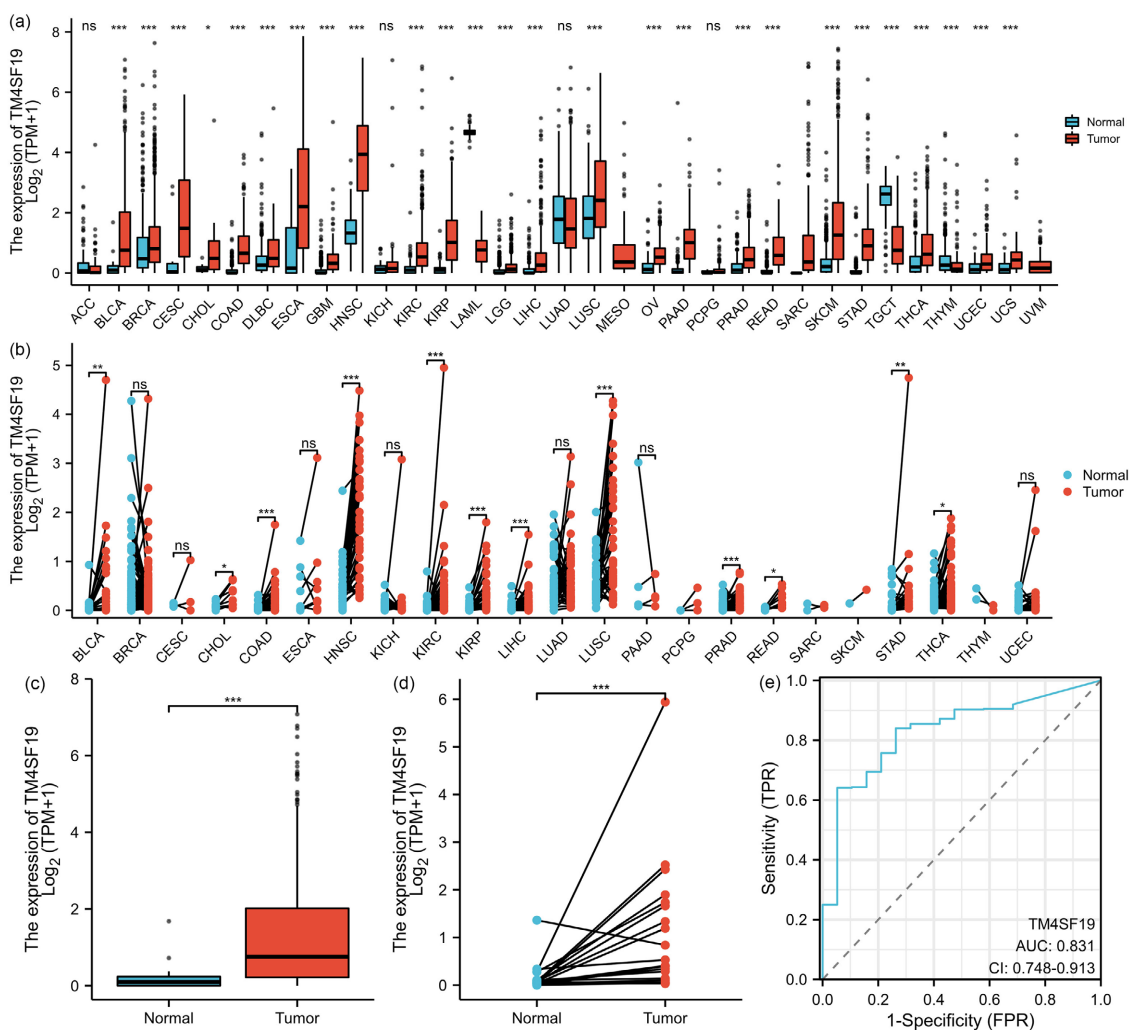 (a)
ns *** *** *** * *** *** *** *** *** ns *** *** *** *** ns *** *** *** ns *** *** *** *** *** *** *** *** ***
8
6
4
2
0
The expression of TM4SF19
Log2 (TPM+1)
Normal
Tumor
ACC BLCA BRCA CESC CHOL COAD DLBC ESCA GBM HNSC KICH KIRC KIRP LAML LGG LIHC LUAD LUSC MESO OV PAAD PCPG PRAD READ SARC SKCM STAD TGCT THCA THYM UCEC UCS UVM
(b)
5
4
3
2
1
0
The expression of TM4SF19
Log2 (TPM+1)
** ns ns * *** ns *** ns *** *** *** ns *** ns *** * ** * ns
Normal
Tumor
BLCA BRCA CESC CHOL COAD ESCA HNSC KICH KIRC KIRP LIHC LUAD LUSC PAAD PCPG PRAD READ SARC SKCM STAD THCA THYM UCEC
(c)
***
8
6
4
2
0
The expression of TM4SF19
Log2 (TPM+1)
Normal Tumor
(d)
***
6
5
4
3
2
1
0
The expression of TM4SF19
Log2 (TPM+1)
Normal Tumor
(e)
1.0
0.8
0.6
0.4
0.2
0.0
Sensitivity (TPR)
TM4SF19
AUC: 0.831
CI: 0.748-0.913
0.0 0.2 0.4 0.6 0.8 1.0
1-Specificity (FPR)